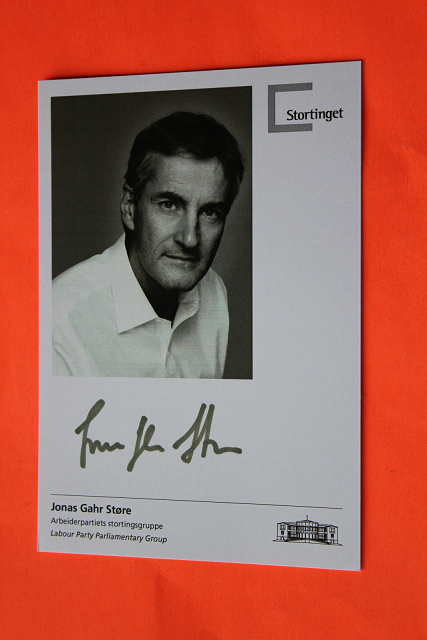 Stortinget
Jonas Gahr Støre
Arbeiderpartiets stortingsgruppe
Labour Party Parliamentary Group